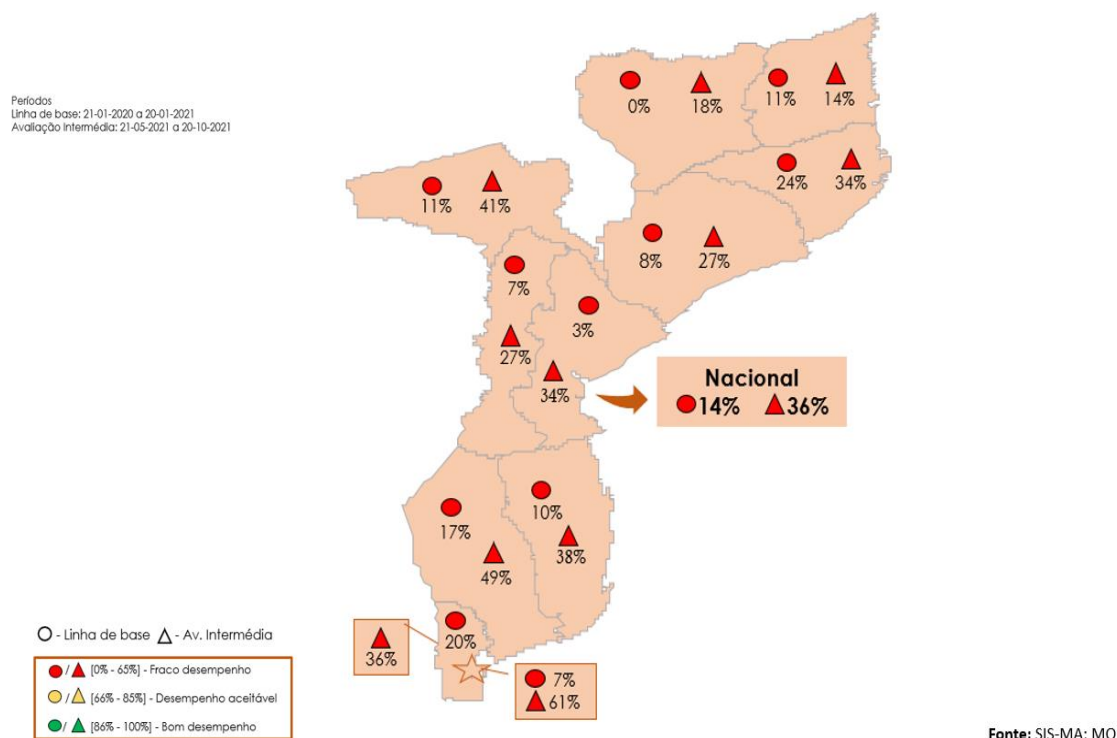 Períodos
Linha de base: 21-01-2020 a 20-01-2021
Avaliação Intermédia: 21-05-2021 a 20-10-2021
0%
18%
11%
14%
24%
34%
11%
41%
8%
27%
7%
3%
27%
34%
Nacional
14% 36%
10%
17%
38%
49%
20%
36%
7%
61%
- Linha de base - Av. Intermédia
/ [0% - 65%] - Fraco desempenho
/ [66% - 85%] - Desempenho aceitável
/ [86% - 100%] - Bom desempenho
Fonte: SIS-MA; MQ